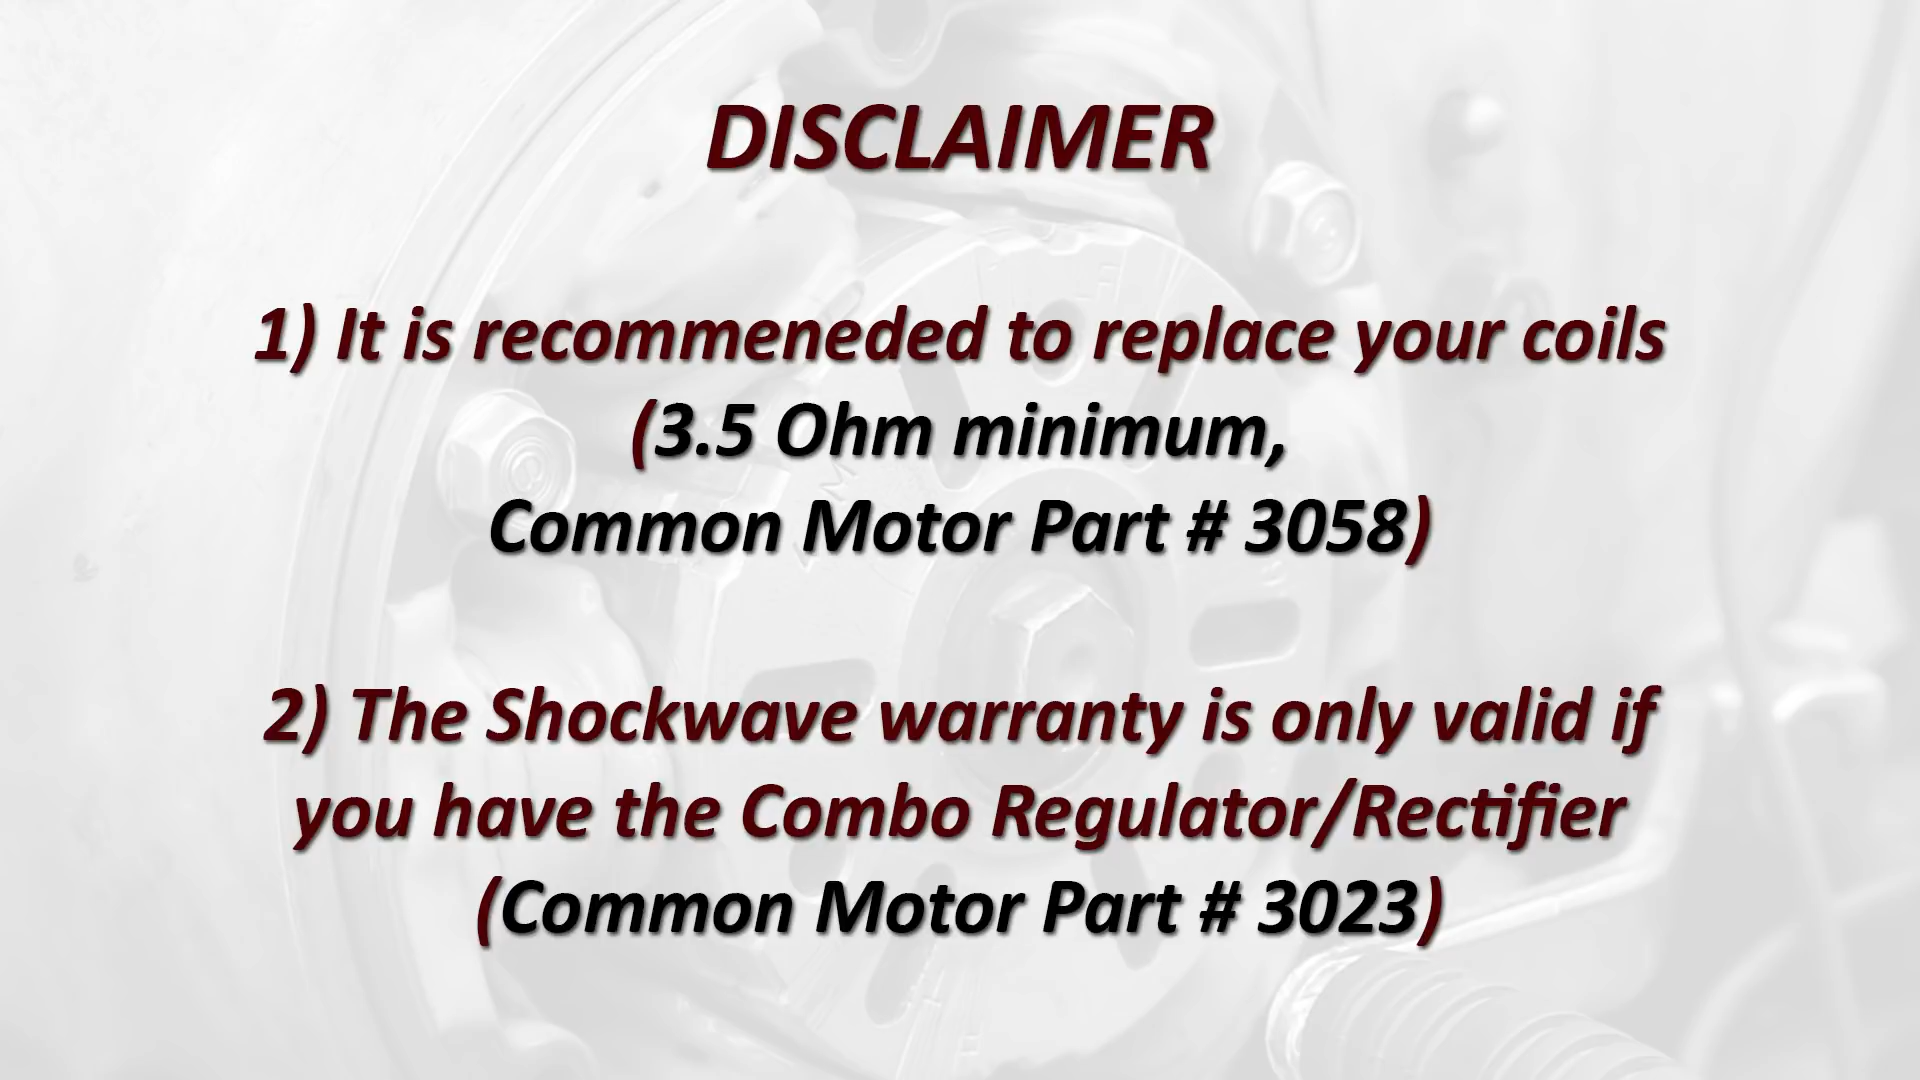 DISCLAIMER
1) It is recommeneded to replace your coils
(3.5 Ohm minimum,
Common Motor Part # 3058)
2) The Shockwave warranty is only valid if
you have the Combo Regulator/Rectifier
(Common Motor Part # 3023)